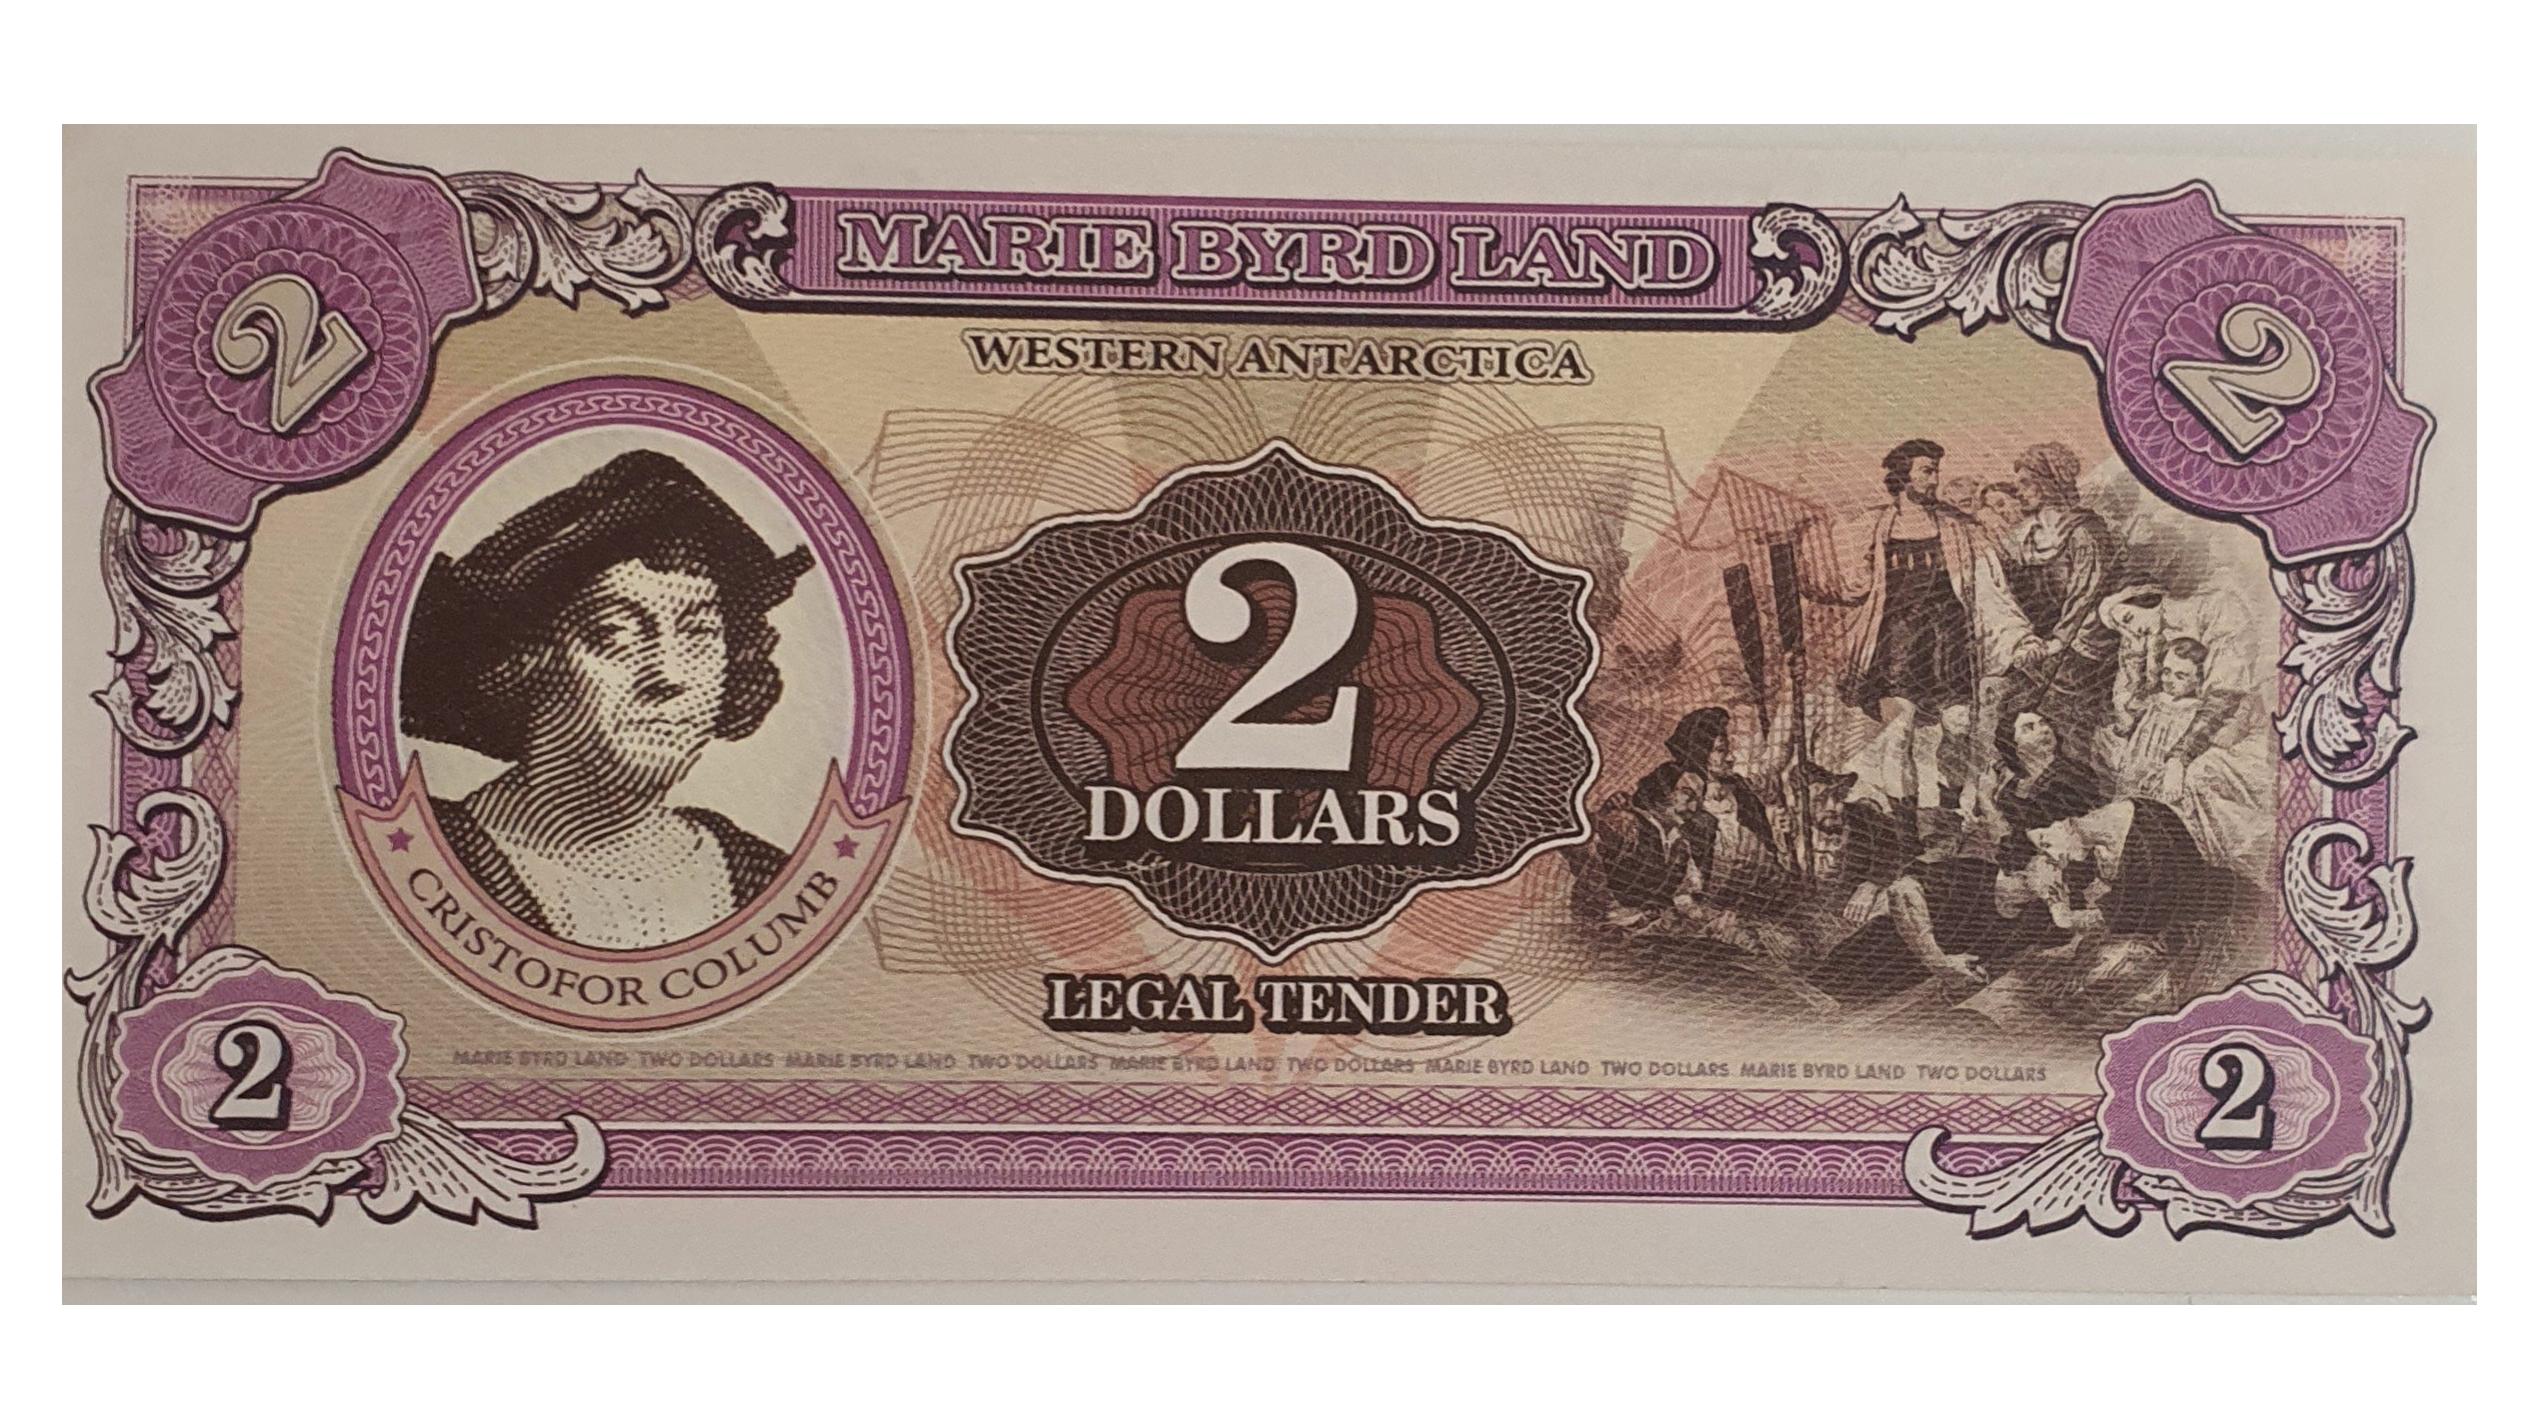 2
MARIE BYRD LAND
2
WESTERN ANTARCTICA
2
DOLLARS
CRISTOFOR COLUMB
LEGAL TENDER
MARIE BYRD LAND TWO DOLLARS MARIE BYRD LAND TWO DOLLARS MARIE BYRD LAND TWO DOLLARS MARIE BYRD LAND TWO DOLLARS MARIE BYRD LAND TWO DOLLARS
2
2